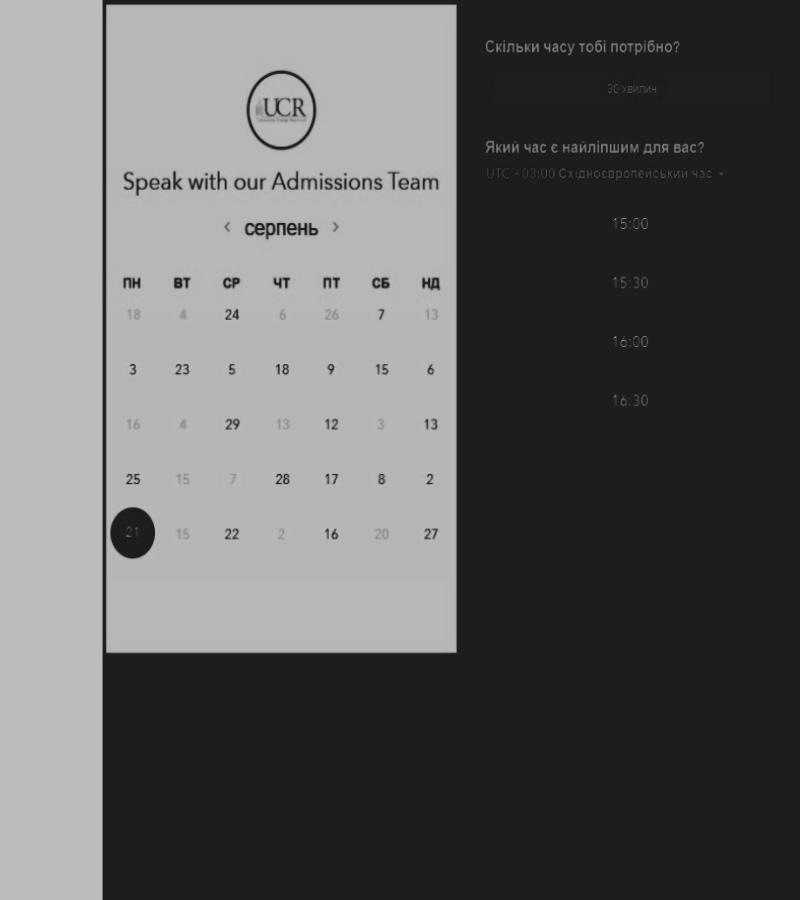 UCR
Speak with our Admissions Team
‹ серпень ›
ПН ВТ СР ЧТ ПТ СБ НД
18 4 24 6 26 7 13
3 23 5 18 9 15 6
16 4 29 13 12 3 13
25 15 7 28 17 8 2
21 15 22 2 16 20 27
Скільки часу тобі потрібно?
30 хвилин
Який час є найліпшим для вас?
UTC +03:00 Східноєвропейський час
15:00
15:30
16:00
16:30